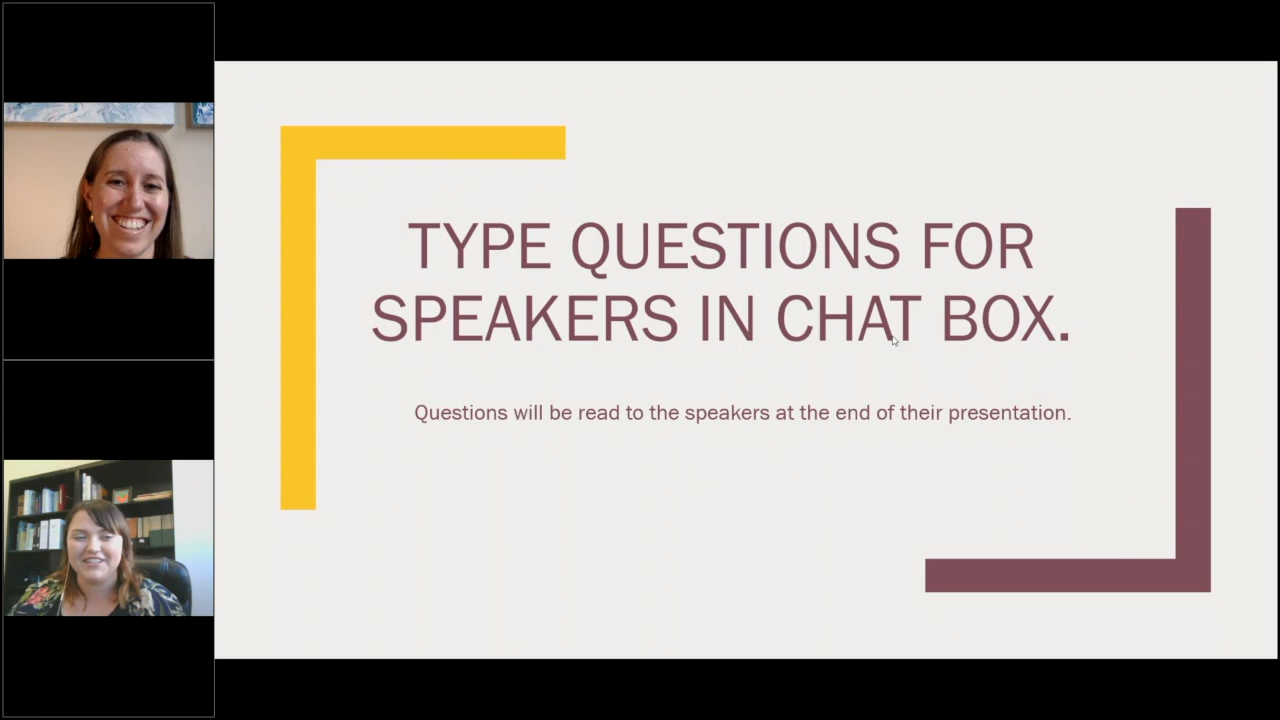 TYPE QUESTIONS FOR
SPEAKERS IN CHAT BOX.
Questions will be read to the speakers at the end of their presentation.